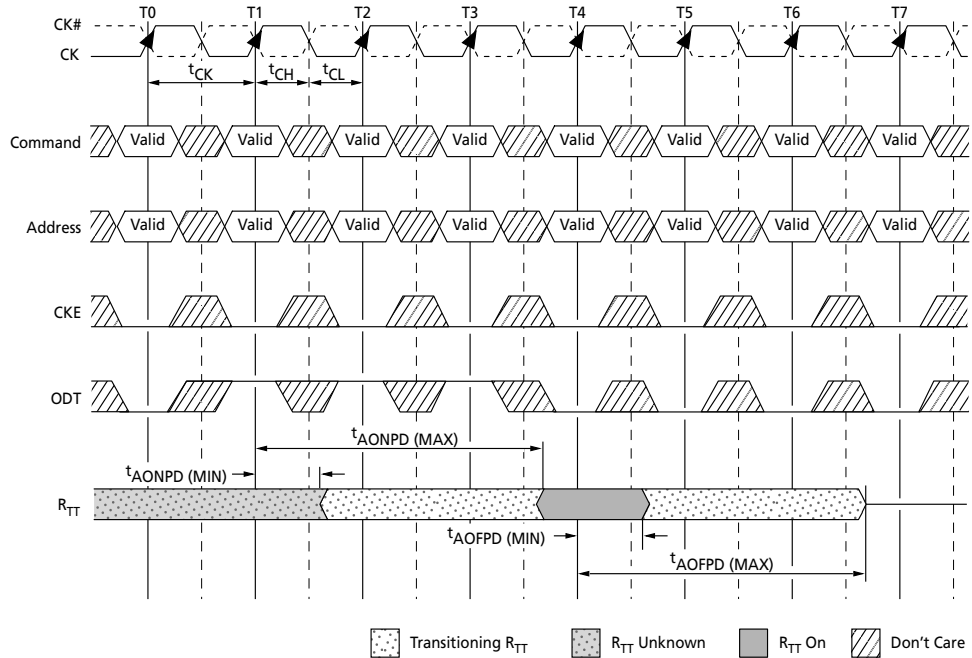 T0 T1 T2 T3 T4 T5 T6 T7
CK#
CK
tCK tCH tCL
Command Valid Valid Valid Valid Valid Valid Valid Valid
Address Valid Valid Valid Valid Valid Valid Valid Valid
CKE
ODT
tAONPD (MAX)
tAONPD (MIN)
RTT
tAOFPD (MIN)
tAOFPD (MAX)
Transitioning RTT RTT Unknown RTT On Don't Care